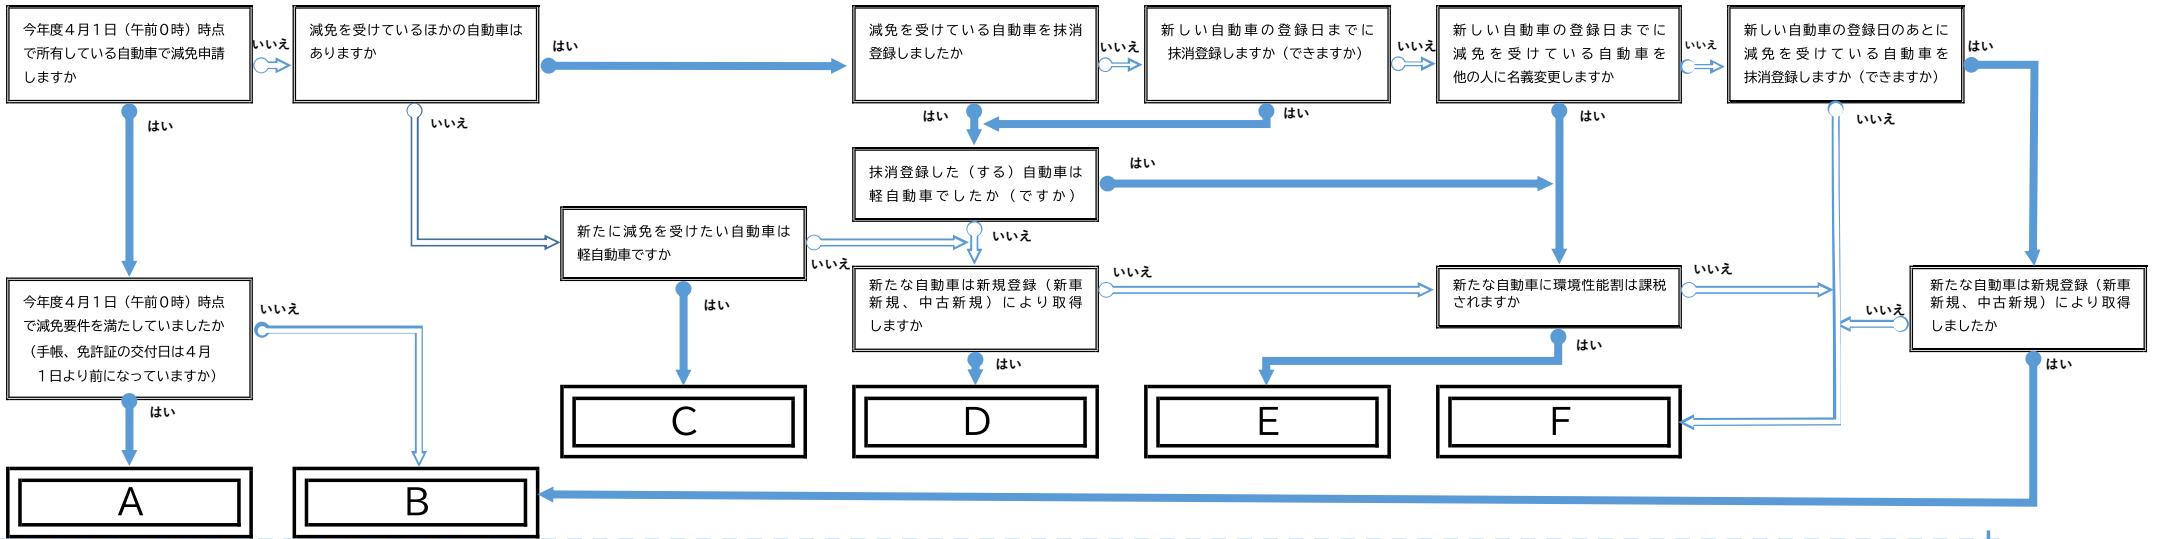 今年度４月１日（午前０時）時点
で所有している自動車で減免申請
しますか
いいえ
はい
減免を受けているほかの自動車は
ありますか
はい
いいえ
減免を受けている自動車を抹消
登録しましたか
いいえ
はい
新しい自動車の登録日までに
抹消登録しますか（できますか）
いいえ
はい
新しい自動車の登録日までに
減免を受けている自動車を
他の人に名義変更しますか
いいえ
はい
新しい自動車の登録日のあとに
減免を受けている自動車を
抹消登録しますか（できますか）
はい
いいえ
抹消登録した（する）自動車は
軽自動車でしたか（ですか）
はい
いいえ
新たに減免を受けたい自動車は
軽自動車ですか
いいえ
はい
今年度４月１日（午前０時）時点
で減免要件を満たしていましたか
（手帳、免許証の交付日は４月
１日より前になっていますか）
いいえ
はい
新たな自動車は新規登録（新車
新規、中古新規）により取得
しますか
いいえ
はい
新たな自動車に環境性能割は課税
されますか
いいえ
はい
新たな自動車は新規登録（新車
新規、中古新規）により取得
しましたか
いいえ
はい
C
D
E
F
A
B